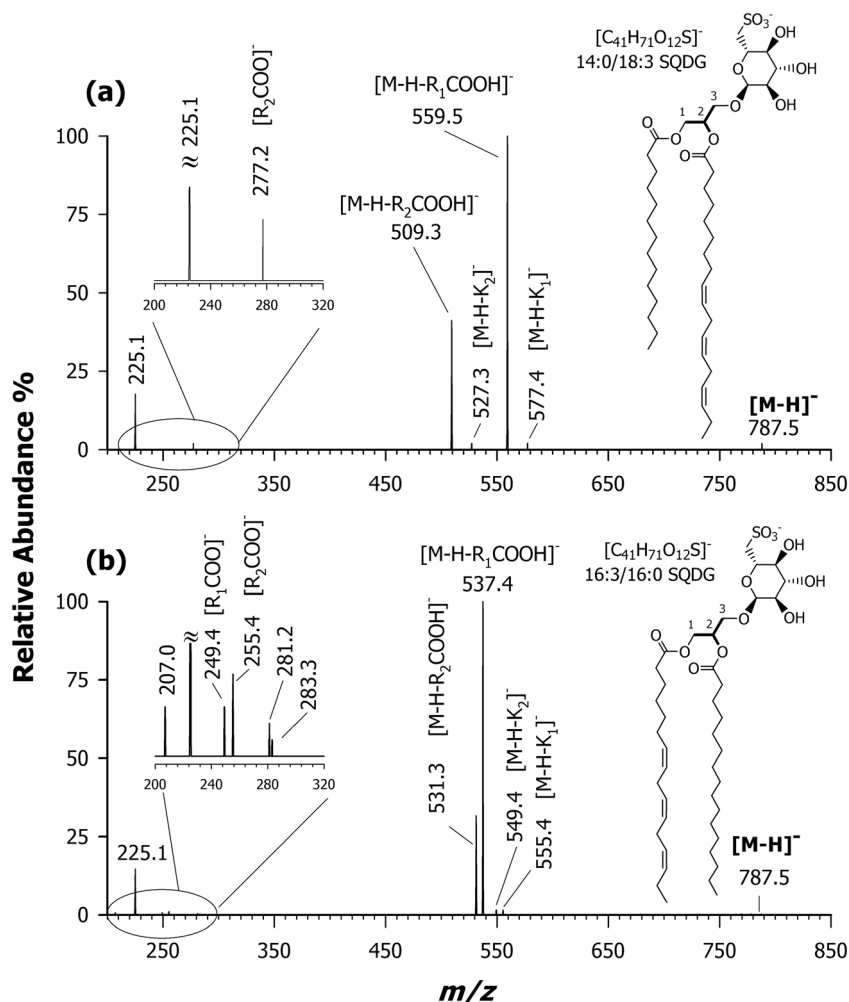 (a)
[C₄₁H₇₁O₁₂S]⁻
14:0/18:3 SQDG
SO₃⁻
OH
O
OH
OH
O
1
2
3
O
O
O
O
[M-H-R₁COOH]⁻
559.5
[M-H-R₂COOH]⁻
509.3
≈ 225.1
277.2 [R₂COO]⁻
200 240 280 320
225.1
527.3 [M-H-K₂]⁻
577.4 [M-H-K₁]⁻
[M-H]⁻
787.5
100
75
50
25
0
250 350 450 550 650 750 850
Relative Abundance %
(b)
[C₄₁H₇₁O₁₂S]⁻
16:3/16:0 SQDG
SO₃⁻
OH
O
OH
OH
O
1
2
3
O
O
O
O
[M-H-R₁COOH]⁻
537.4
[M-H-R₂COOH]⁻
531.3
207.0
≈
249.4 [R₁COO]⁻
255.4 [R₂COO]⁻
281.2
283.3
200 240 280 320
225.1
549.4 [M-H-K₂]⁻
555.4 [M-H-K₁]⁻
[M-H]⁻
787.5
100
75
50
25
0
250 350 450 550 650 750 850
m/z